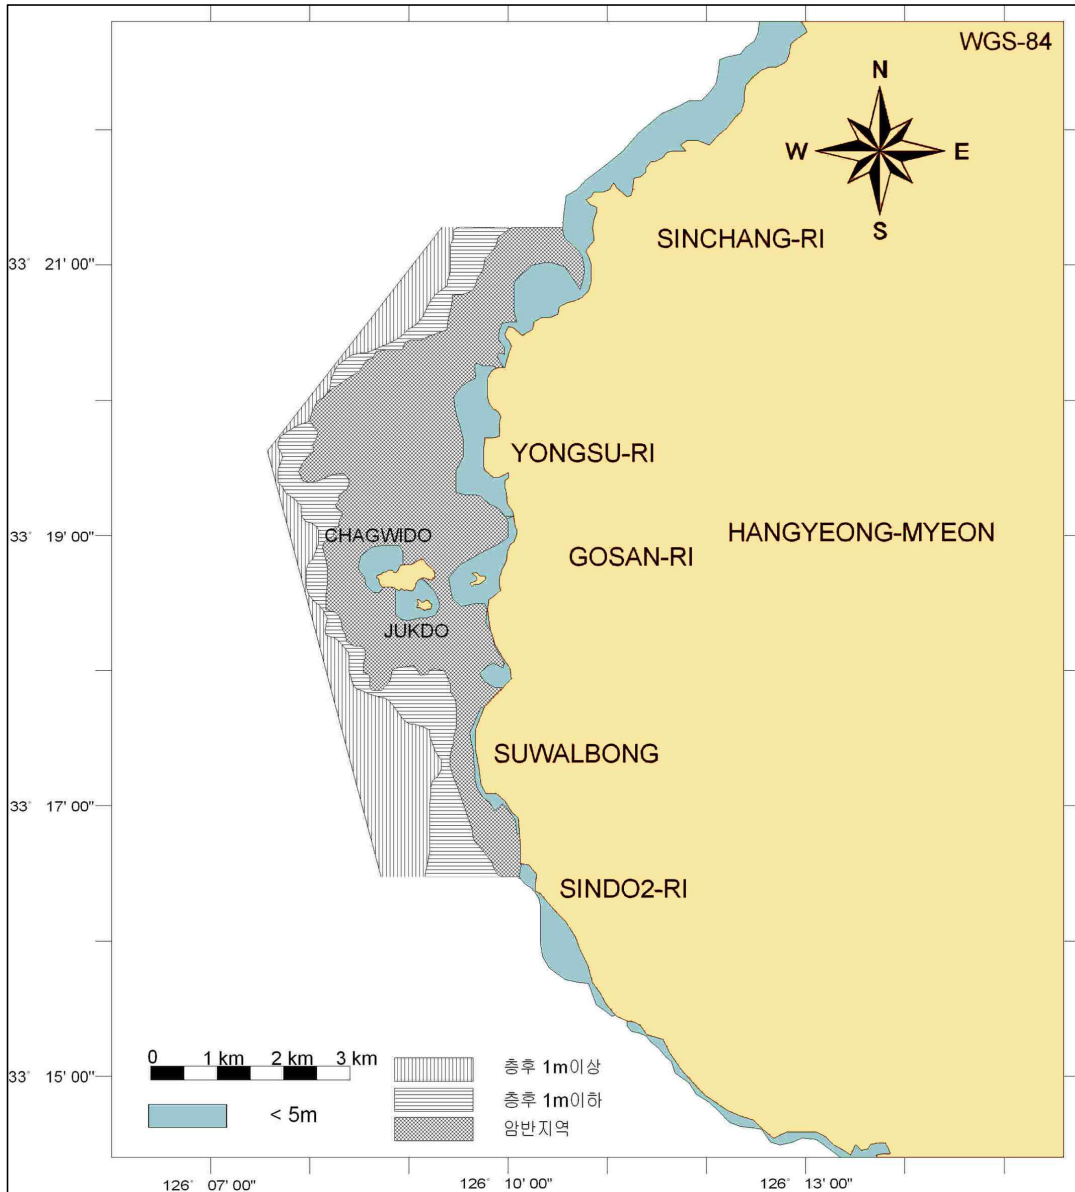 WGS-84
N
W E
S
SINCHANG-RI
33° 21' 00"
YONGSU-RI
33° 19' 00"
CHAGWIDO
HANGYEONG-MYEON
GOSAN-RI
JUKDO
SUWALBONG
33° 17' 00"
SINDO2-RI
0 1 km 2 km 3 km
층후 1m이상
33° 15' 00"
< 5m
층후 1m이하
암반지역
126° 07' 00" 126° 10' 00" 126° 13' 00"